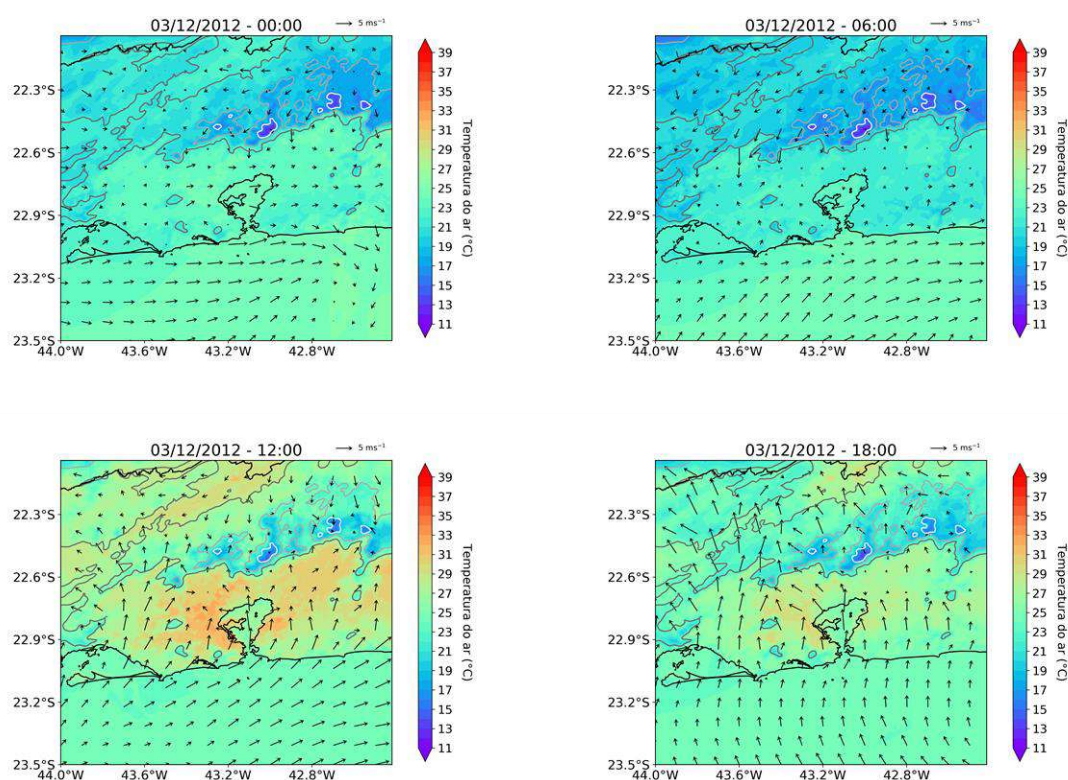 03/12/2012 - 00:00
5 ms⁻¹
22.3°S
22.6°S
22.9°S
23.2°S
23.5°S
44.0°W
43.6°W
43.2°W
42.8°W
39
37
35
33
31
29
27
25
23
21
19
17
15
13
11
Temperatura do ar (°C)
03/12/2012 - 06:00
5 ms⁻¹
22.3°S
22.6°S
22.9°S
23.2°S
23.5°S
44.0°W
43.6°W
43.2°W
42.8°W
39
37
35
33
31
29
27
25
23
21
19
17
15
13
11
Temperatura do ar (°C)
03/12/2012 - 12:00
5 ms⁻¹
22.3°S
22.6°S
22.9°S
23.2°S
23.5°S
44.0°W
43.6°W
43.2°W
42.8°W
39
37
35
33
31
29
27
25
23
21
19
17
15
13
11
Temperatura do ar (°C)
03/12/2012 - 18:00
5 ms⁻¹
22.3°S
22.6°S
22.9°S
23.2°S
23.5°S
44.0°W
43.6°W
43.2°W
42.8°W
39
37
35
33
31
29
27
25
23
21
19
17
15
13
11
Temperatura do ar (°C)